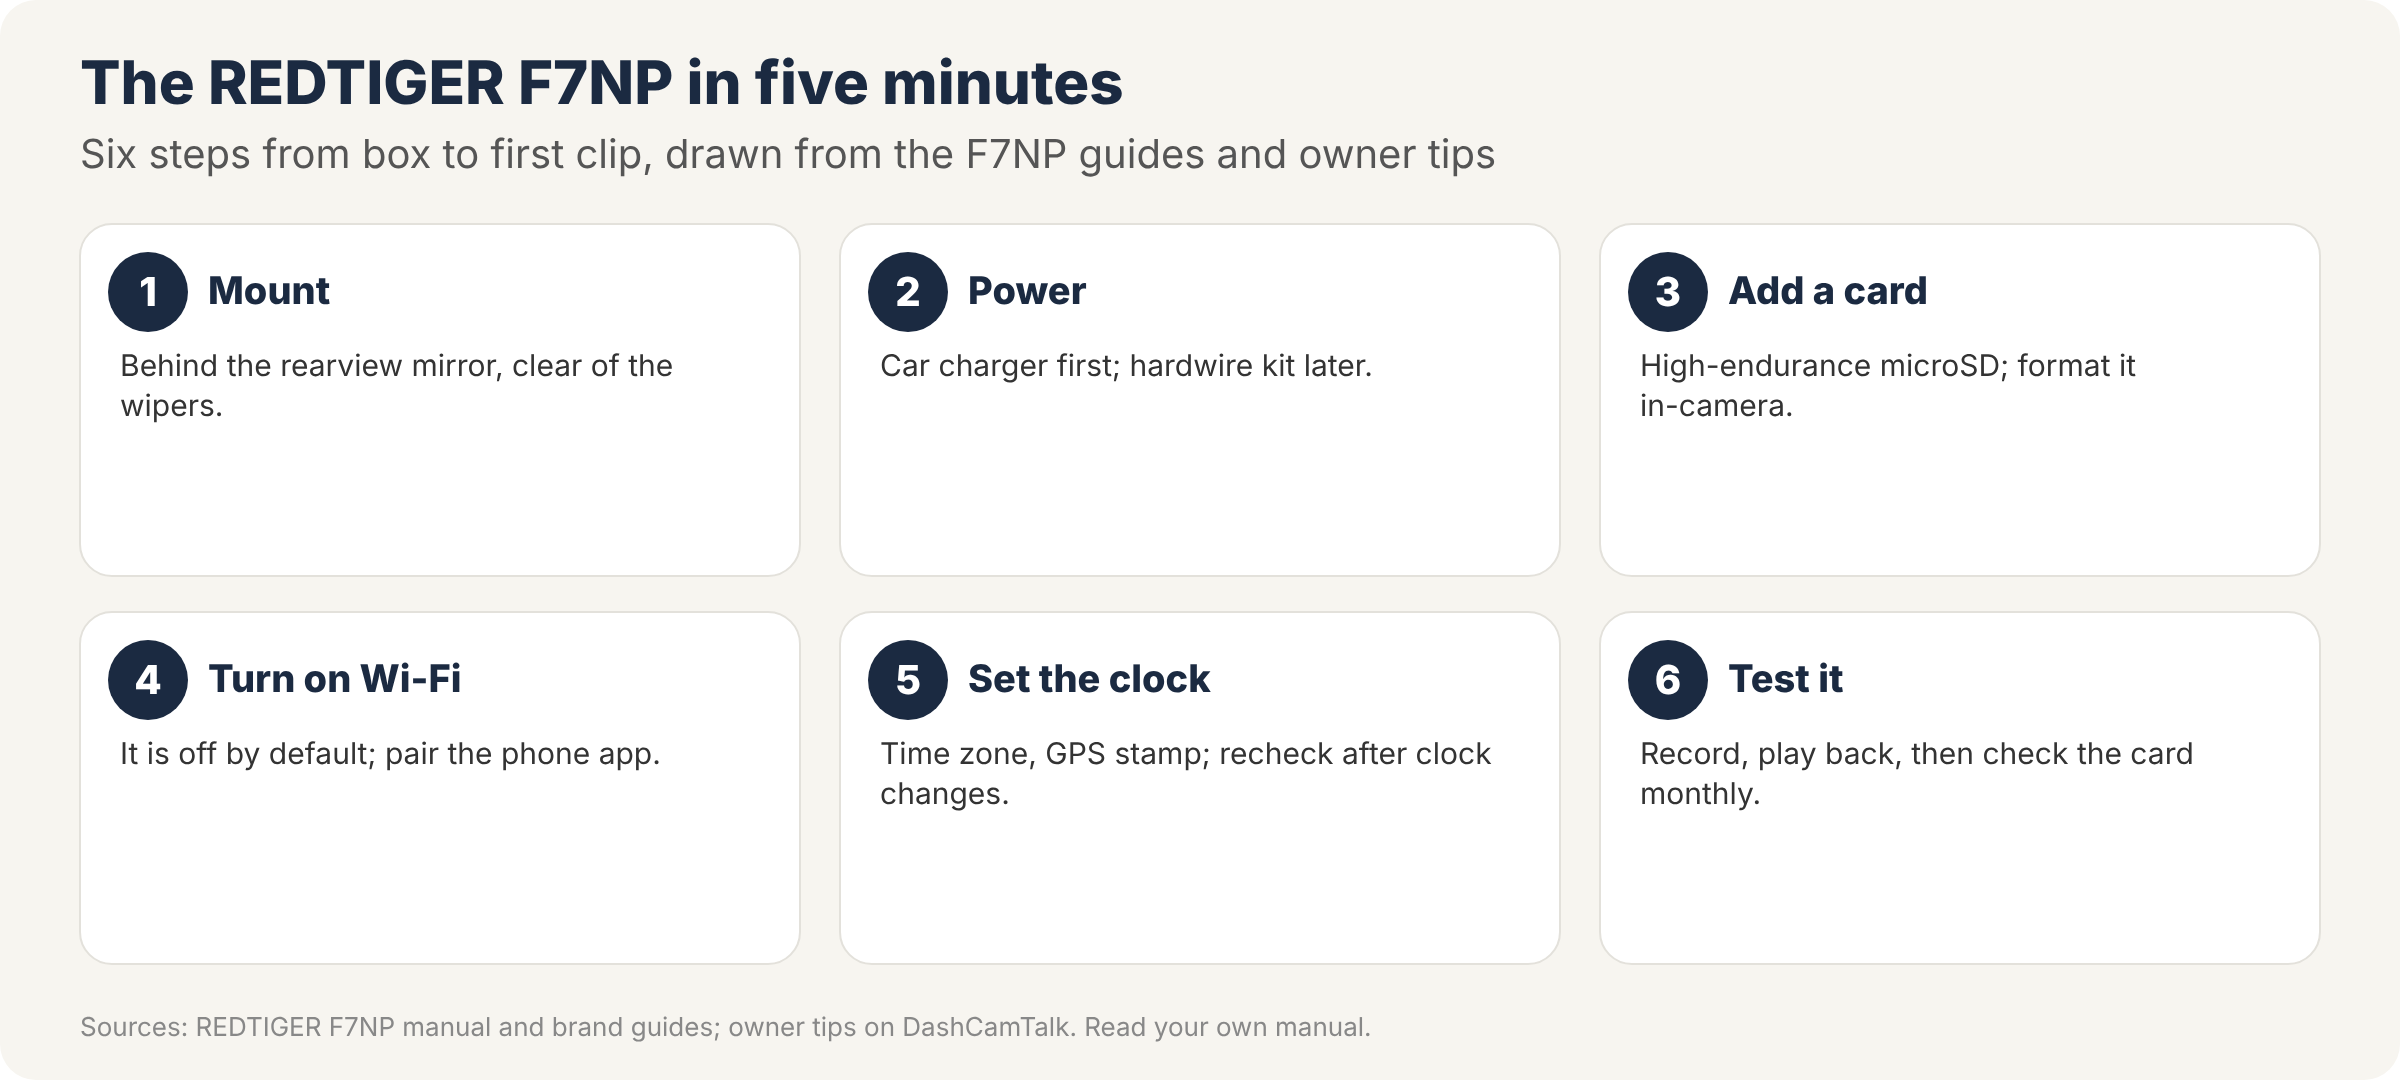 The REDTIGER F7NP in five minutes
Six steps from box to first clip, drawn from the F7NP guides and owner tips
1 Mount
Behind the rearview mirror, clear of the
wipers.
2 Power
Car charger first; hardwire kit later.
3 Add a card
High-endurance microSD; format it
in-camera.
4 Turn on Wi-Fi
It is off by default; pair the phone app.
5 Set the clock
Time zone, GPS stamp; recheck after clock
changes.
6 Test it
Record, play back, then check the card
monthly.
Sources: REDTIGER F7NP manual and brand guides; owner tips on DashCamTalk. Read your own manual.